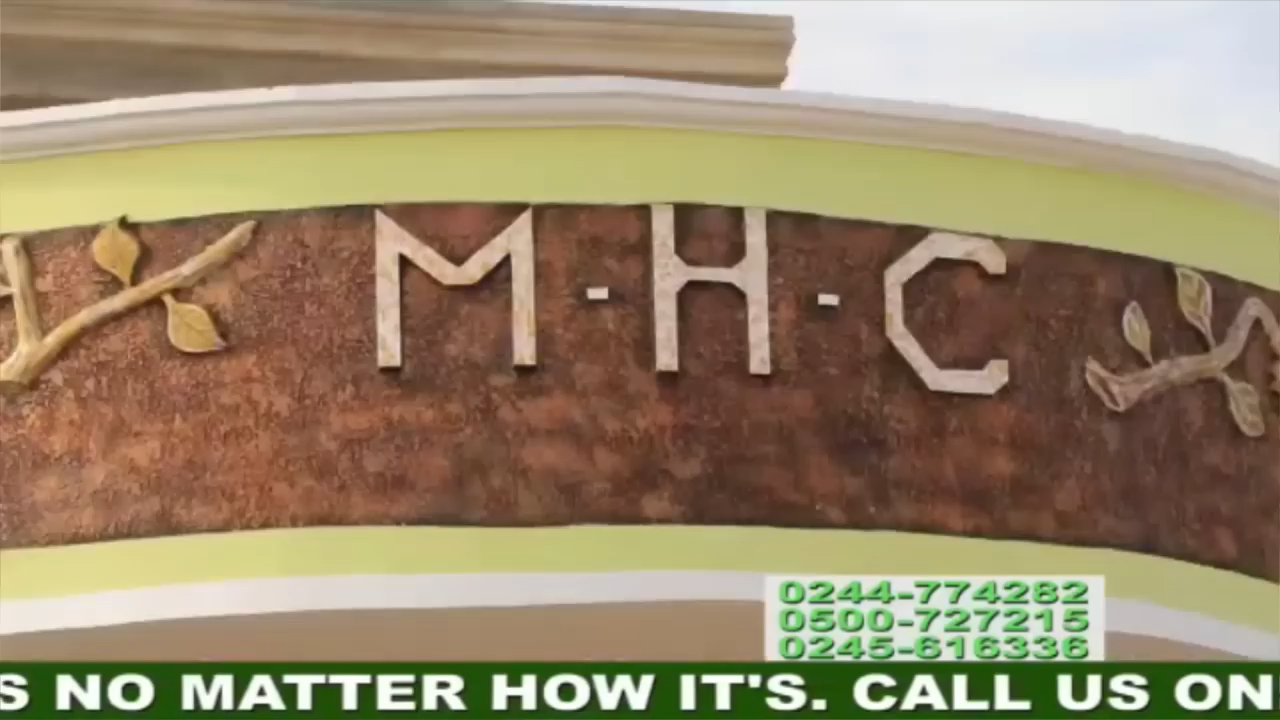 M-H-C
0244-774282
0500-727215
0245-616336
S NO MATTER HOW IT'S. CALL US ON